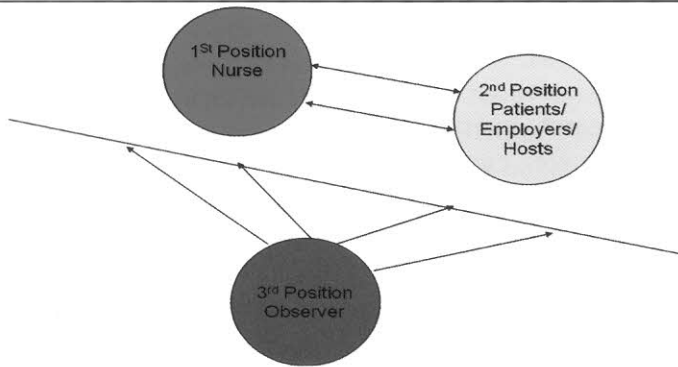 1St Position
Nurse
2nd Position
Patients/
Employers/
Hosts
3rd Position
Observer